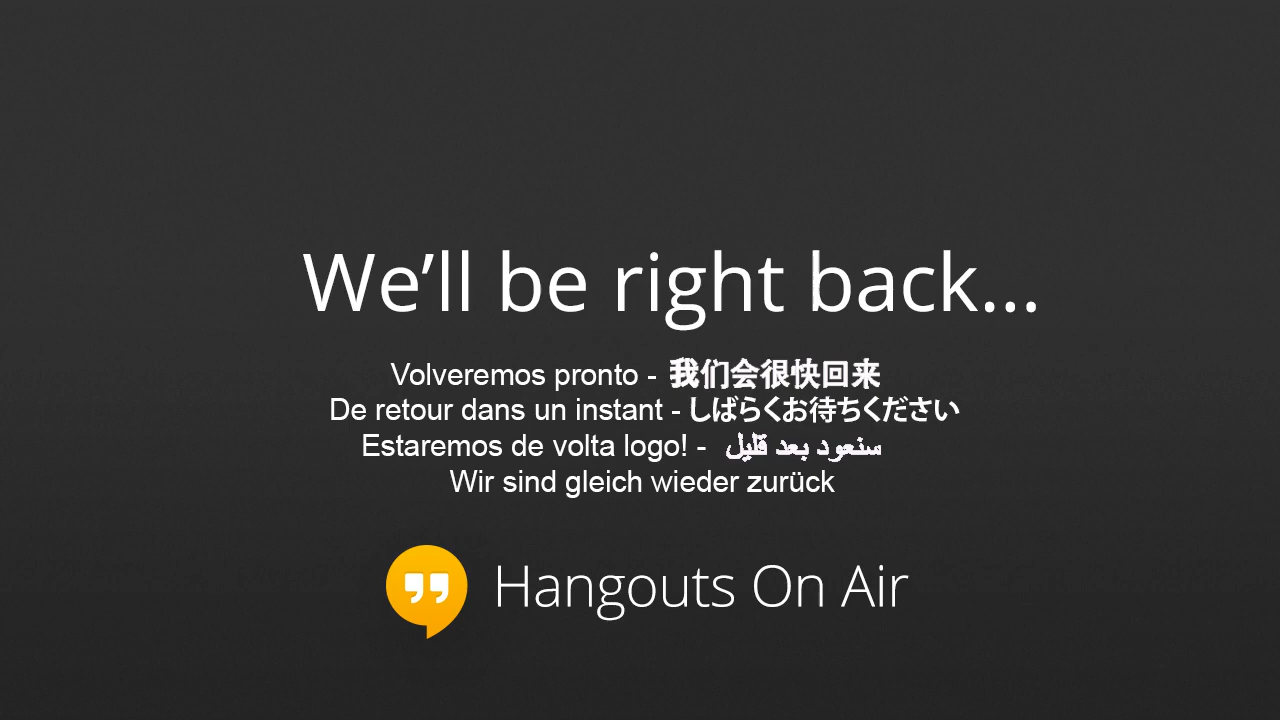 We’ll be right back...
Volveremos pronto - 我们会很快回来
De retour dans un instant - しばらくお待ちください
Estaremos de volta logo! - سنعود بعد قليل
Wir sind gleich wieder zurück
Hangouts On Air